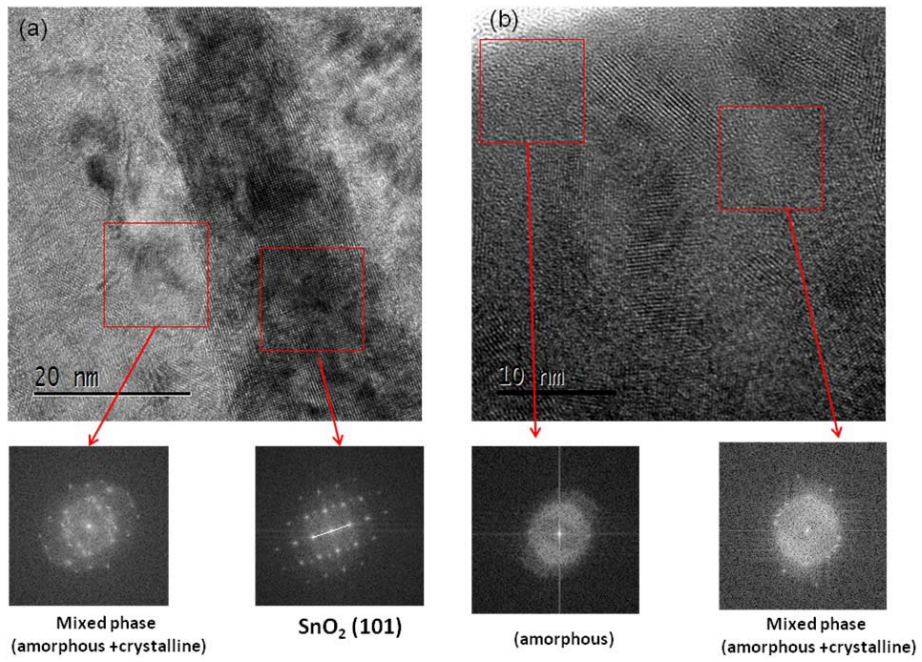 (a)
(b)
20 nm
10 nm
Mixed phase
(amorphous +crystalline)
SnO₂ (101)
(amorphous)
Mixed phase
(amorphous +crystalline)